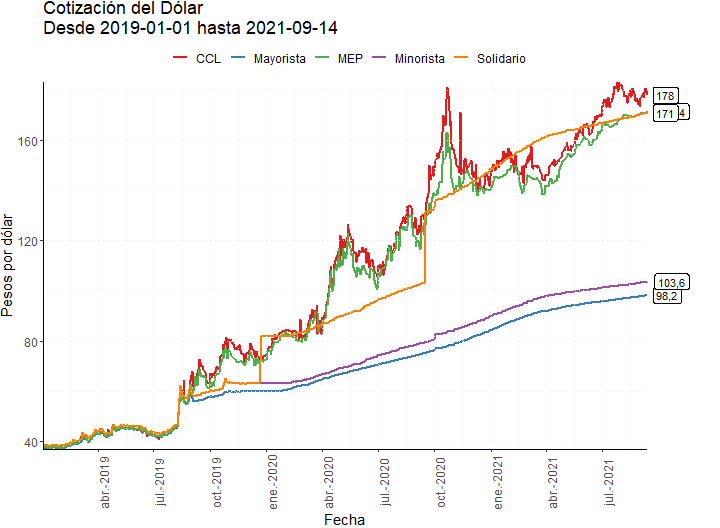 Cotización del Dólar
Desde 2019-01-01 hasta 2021-09-14
CCL Mayorista MEP Minorista Solidario
Pesos por dólar
160
120
80
40
178
171 4
103,6
98,2
abr.-2019
jul.-2019
oct.-2019
ene.-2020
abr.-2020
jul.-2020
oct.-2020
ene.-2021
abr.-2021
jul.-2021
Fecha